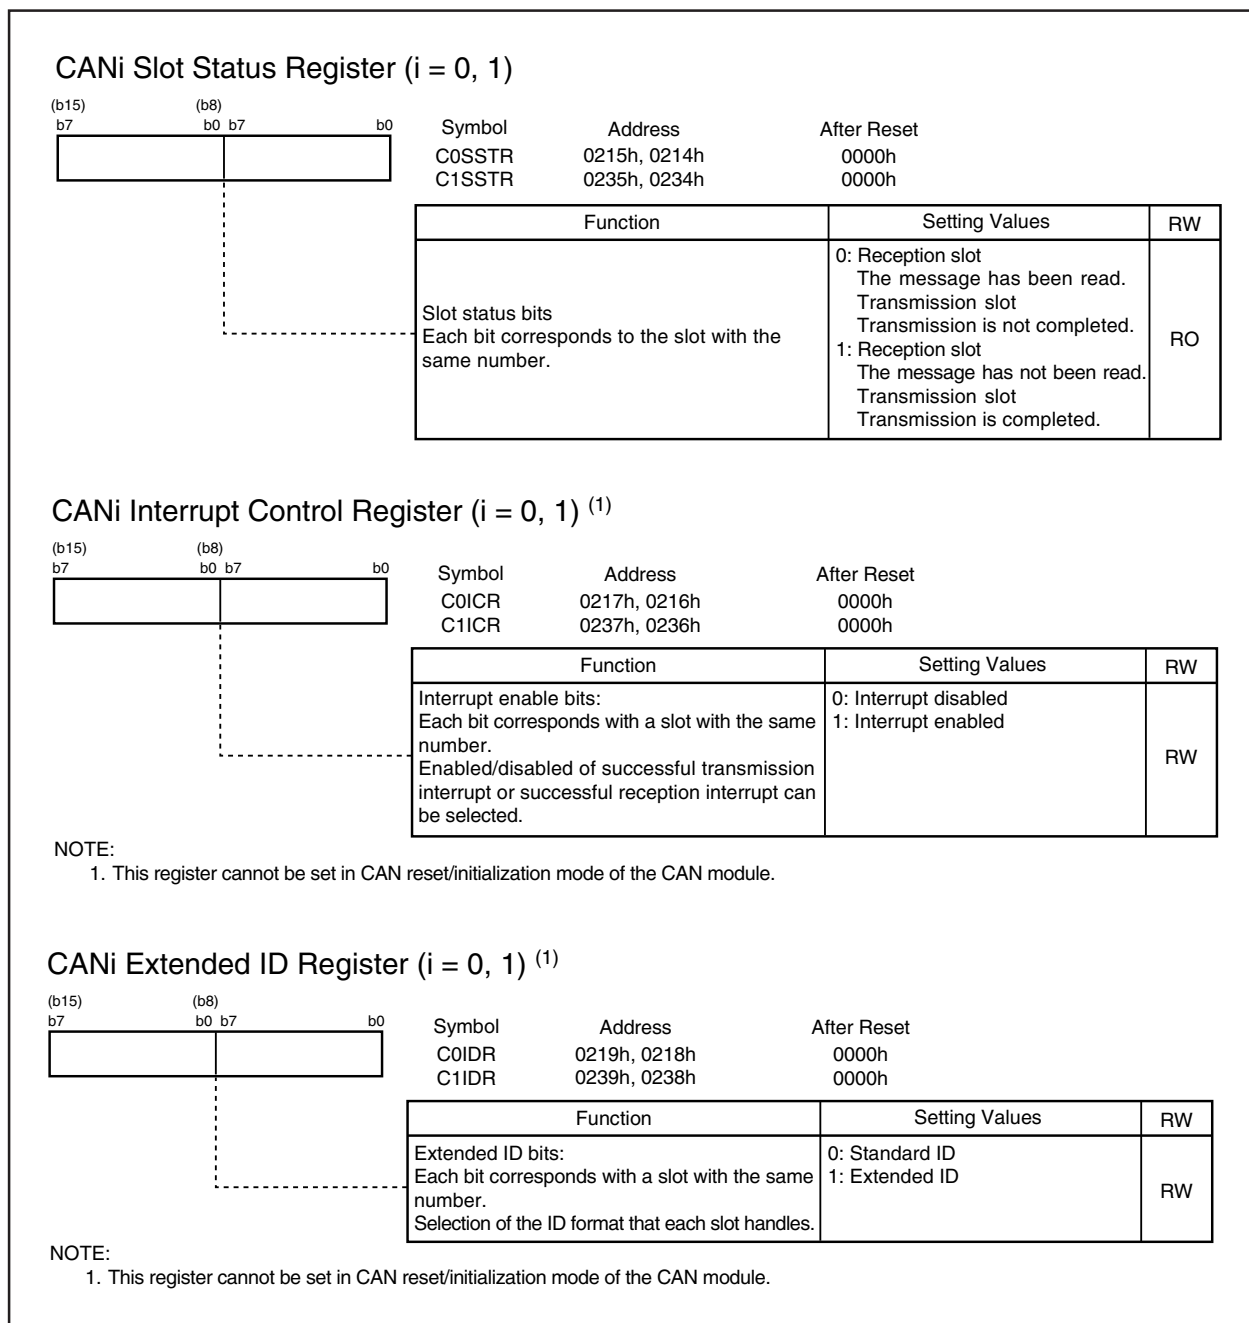 CANi Slot Status Register (i = 0, 1)
(b15) (b8)
b7 b0 b7 b0
Symbol Address After Reset
C0SSTR 0215h, 0214h 0000h
C1SSTR 0235h, 0234h 0000h
Function Setting Values RW
Slot status bits
Each bit corresponds to the slot with the
same number.
0: Reception slot
The message has been read.
Transmission slot
Transmission is not completed.
1: Reception slot
The message has not been read.
Transmission slot
Transmission is completed.
RO
CANi Interrupt Control Register (i = 0, 1) (1)
(b15) (b8)
b7 b0 b7 b0
Symbol Address After Reset
C0ICR 0217h, 0216h 0000h
C1ICR 0237h, 0236h 0000h
Function Setting Values RW
Interrupt enable bits:
Each bit corresponds with a slot with the same
number.
Enabled/disabled of successful transmission
interrupt or successful reception interrupt can
be selected.
0: Interrupt disabled
1: Interrupt enabled
RW
NOTE:
1. This register cannot be set in CAN reset/initialization mode of the CAN module.
CANi Extended ID Register (i = 0, 1) (1)
(b15) (b8)
b7 b0 b7 b0
Symbol Address After Reset
C0IDR 0219h, 0218h 0000h
C1IDR 0239h, 0238h 0000h
Function Setting Values RW
Extended ID bits:
Each bit corresponds with a slot with the same
number.
Selection of the ID format that each slot handles.
0: Standard ID
1: Extended ID
RW
NOTE:
1. This register cannot be set in CAN reset/initialization mode of the CAN module.